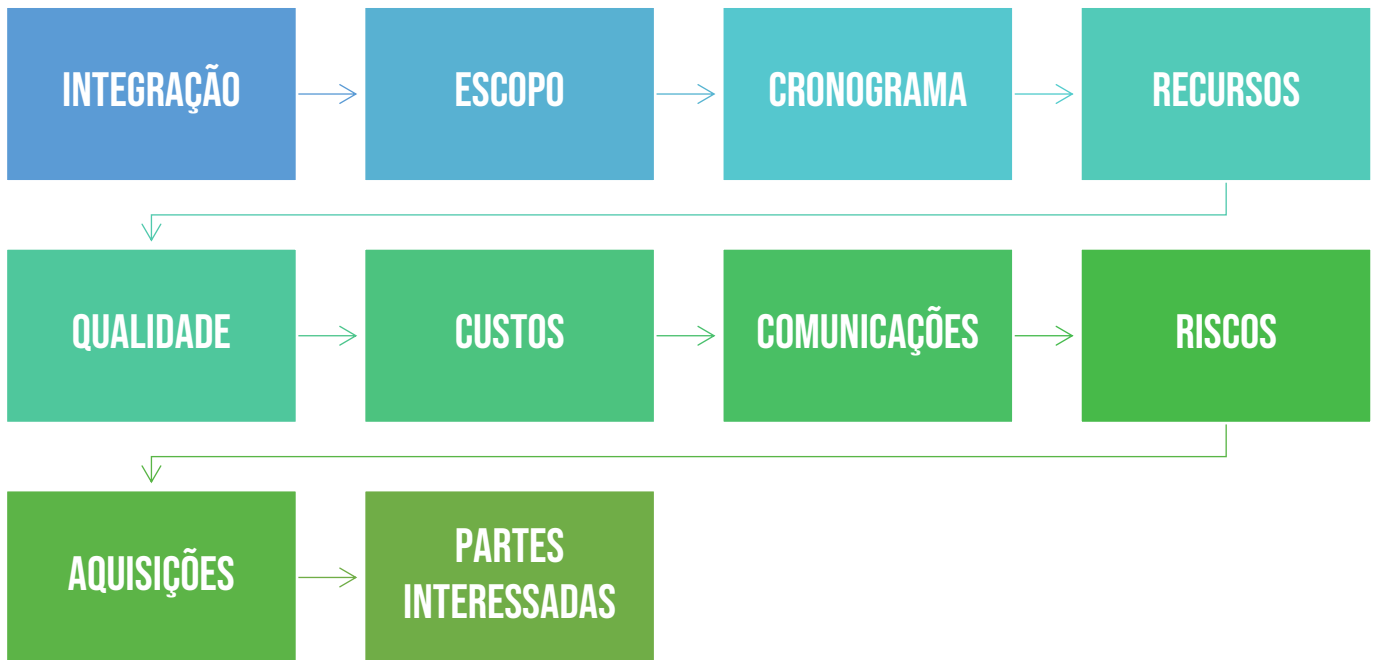 INTEGRAÇÃO
ESCOPO
CRONOGRAMA
RECURSOS
QUALIDADE
CUSTOS
COMUNICAÇÕES
RISCOS
AQUISIÇÕES
PARTES
INTERESSADAS